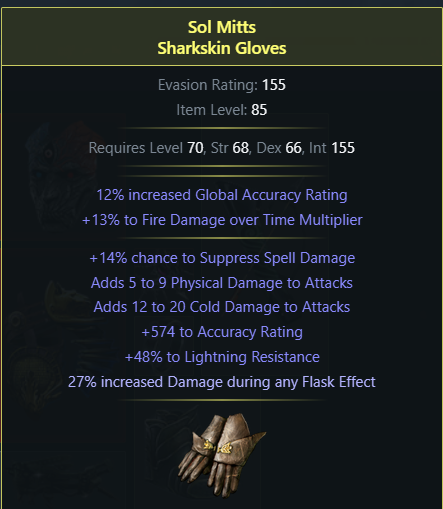 Sol Mitts
Sharkskin Gloves
Evasion Rating: 155
Item Level: 85
Requires Level 70, Str 68, Dex 66, Int 155
12% increased Global Accuracy Rating
+13% to Fire Damage over Time Multiplier
+14% chance to Suppress Spell Damage
Adds 5 to 9 Physical Damage to Attacks
Adds 12 to 20 Cold Damage to Attacks
+574 to Accuracy Rating
+48% to Lightning Resistance
27% increased Damage during any Flask Effect